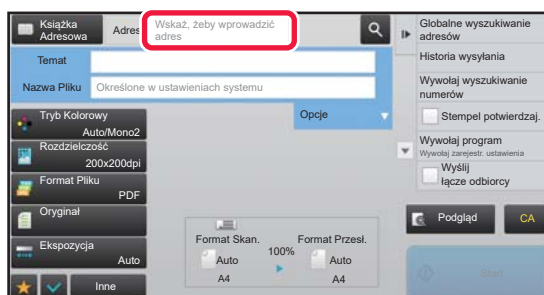 Książka
Adresowa
Adres
Wskaż, żeby wprowadzić
adres
Temat
Nazwa Pliku
Określone w ustawieniach systemu
Opcje
Tryb Kolorowy
Auto/Mono2
Rozdzielczość
200x200dpi
Format Pliku
PDF
Oryginał
Ekspozycja
Auto
Inne
Format Skan.
Auto
A4
100%
Format Przesł.
Auto
A4
Globalne wyszukiwanie
adresów
Historia wysyłania
Wywołaj wyszukiwanie
numerów
Stempel potwierdzaj.
Wywołaj program
Wywołaj zarejestr. ustawienia
Wyślij
łącze odbiorcy
Podgląd
CA
Start